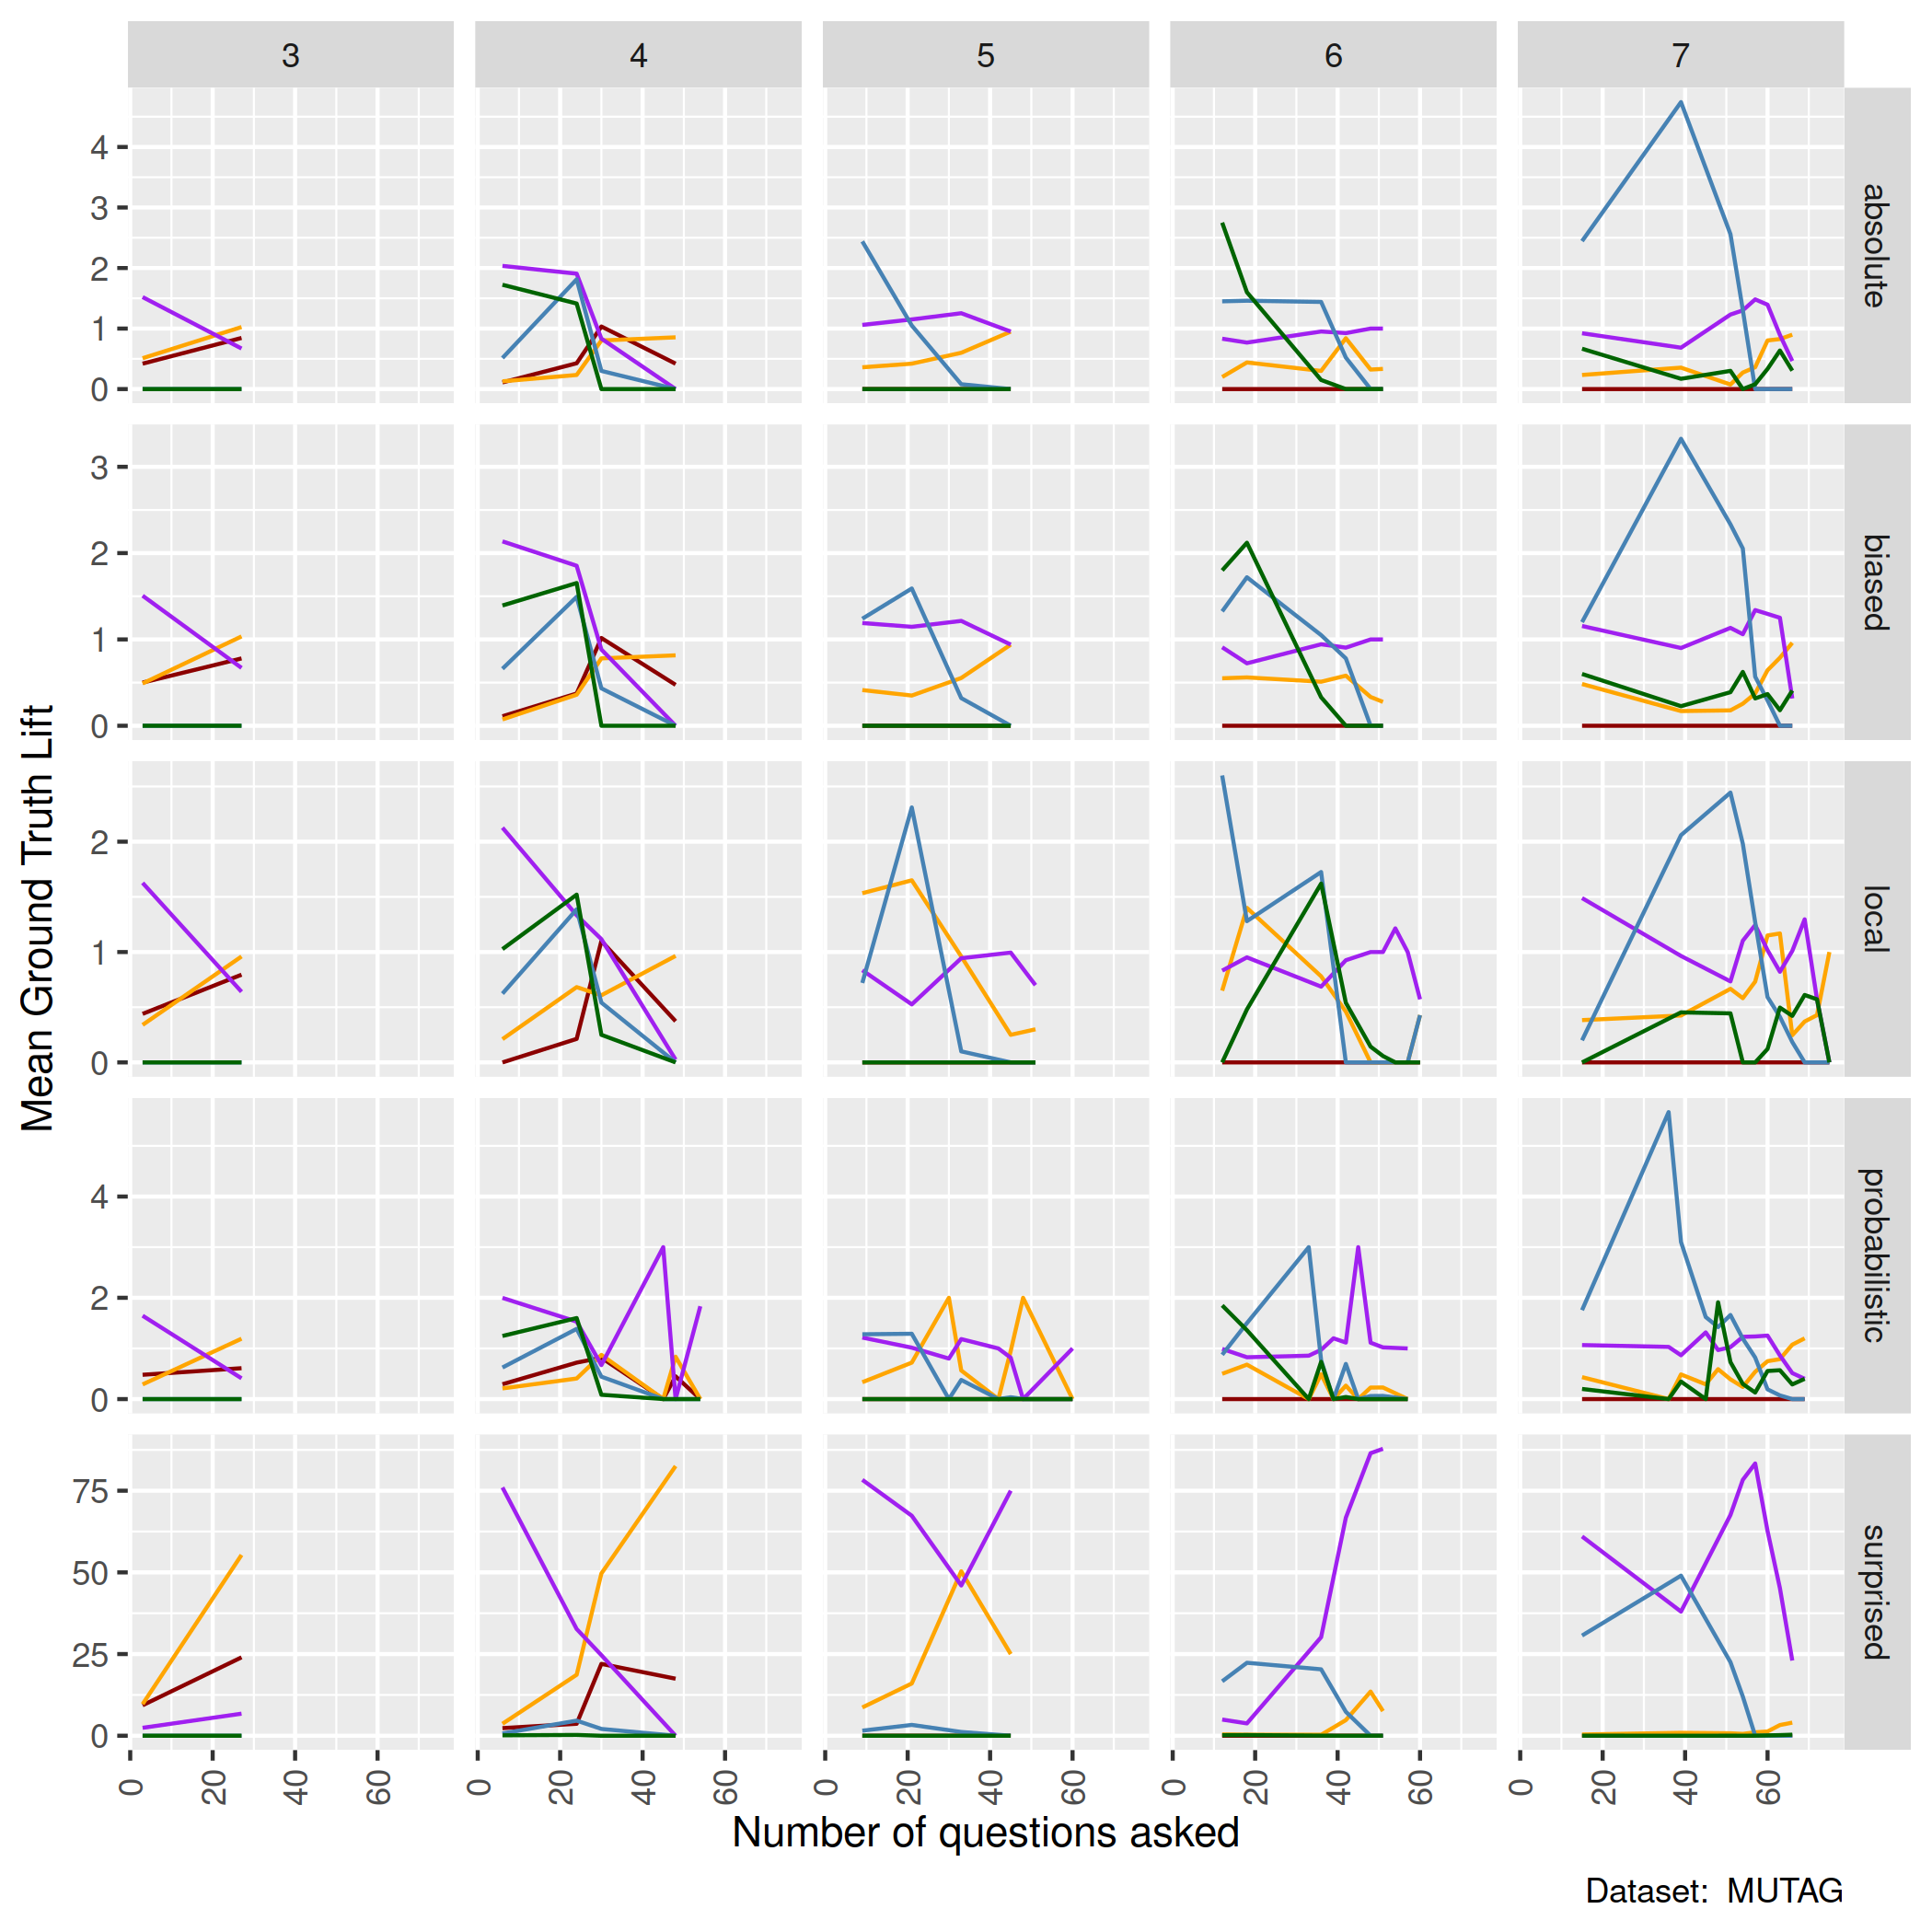 3 4 5 6 7
4
3
2
1
0
absolute
3
2
1
0
biased
2
1
0
local
4
2
0
probabilistic
75
50
25
0
surprised
0 20 40 60 0 20 40 60 0 20 40 60 0 20 40 60 0 20 40 60
Mean Ground Truth Lift
Number of questions asked
Dataset: MUTAG